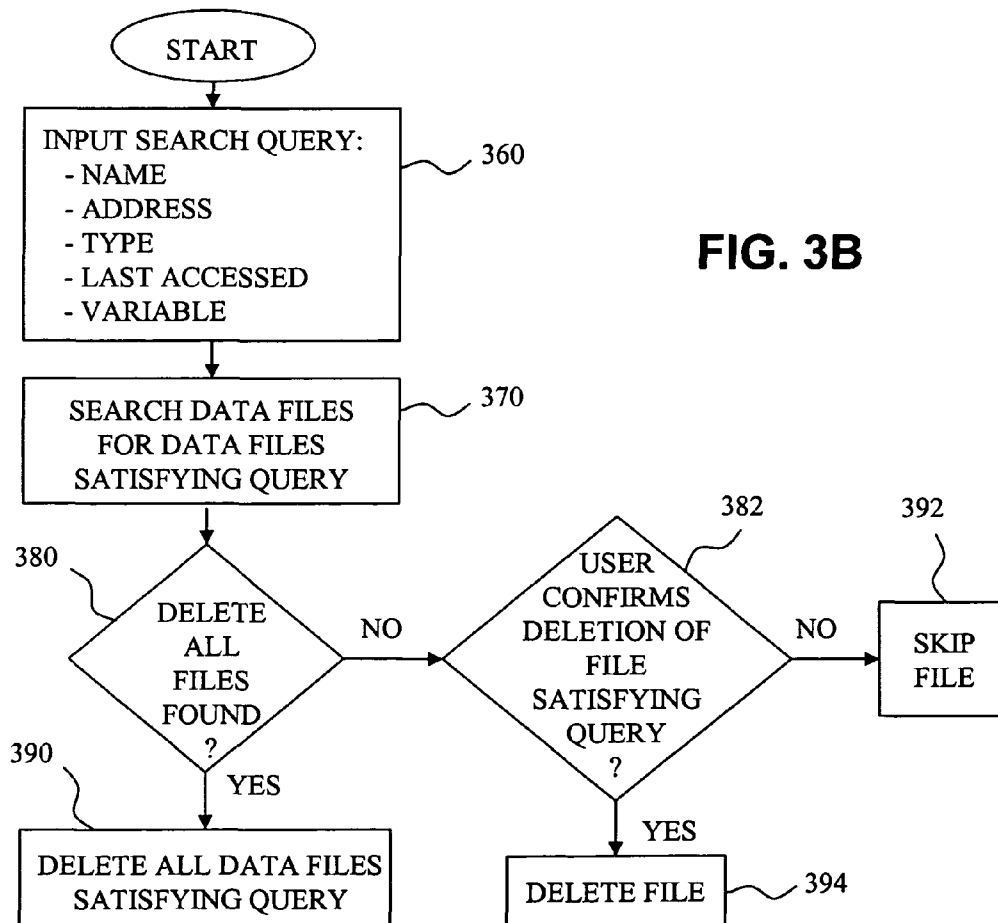 START
INPUT SEARCH QUERY:
- NAME
- ADDRESS
- TYPE
- LAST ACCESSED
- VARIABLE
360
FIG. 3B
SEARCH DATA FILES
FOR DATA FILES
SATISFYING QUERY
370
380
DELETE
ALL
FILES
FOUND
?
NO
YES
382
USER
CONFIRMS
DELETION OF
FILE
SATISFYING
QUERY
?
NO
YES
392
SKIP
FILE
390
DELETE ALL DATA FILES
SATISFYING QUERY
DELETE FILE
394